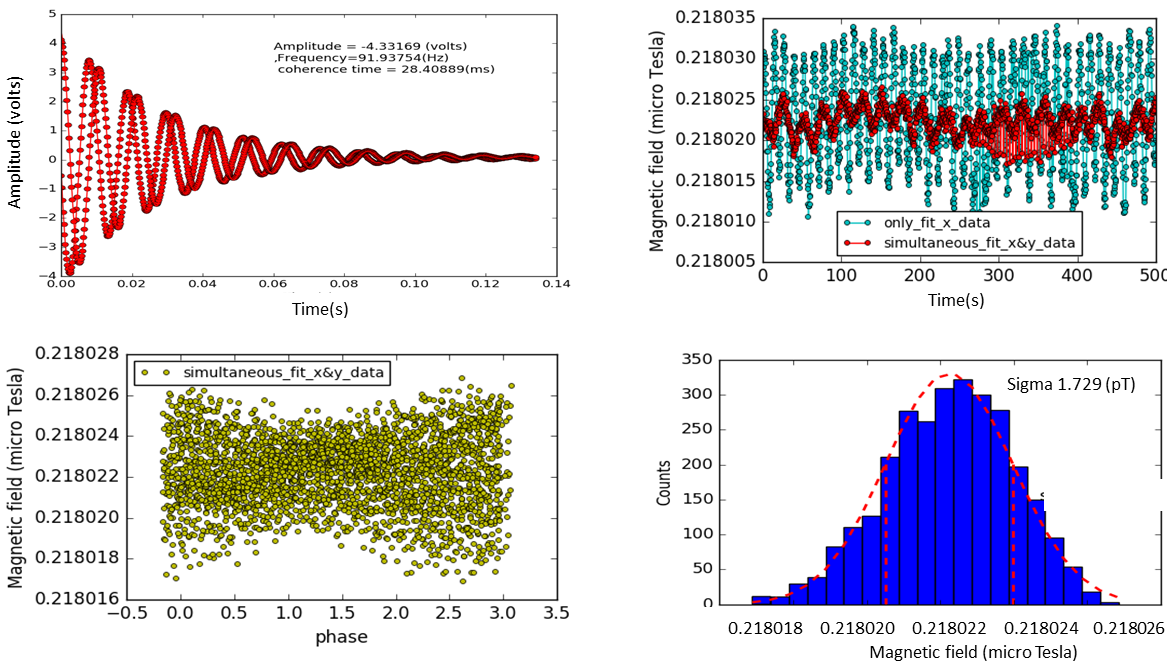 5
4
3
2
1
0
−1
−2
−3
−4
Amplitude (volts)
Amplitude = -4.33169 (volts)
,Frequency=91.93754(Hz)
coherence time = 28.40889(ms)
0.00 0.02 0.04 0.06 0.08 0.10 0.12 0.14
Time(s)
0.218035
0.218030
0.218025
0.218020
0.218015
0.218010
0.218005
Magnetic field (micro Tesla)
only_fit_x_data
simultaneous_fit_x&y_data
0 100 200 300 400 500
Time(s)
0.218028
0.218026
0.218024
0.218022
0.218020
0.218018
0.218016
Magnetic field (micro Tesla)
simultaneous_fit_x&y_data
−0.5 0.0 0.5 1.0 1.5 2.0 2.5 3.0 3.5
phase
350
300
250
200
150
100
50
0
Counts
Sigma 1.729 (pT)
0.218018 0.218020 0.218022 0.218024 0.218026
Magnetic field (micro Tesla)